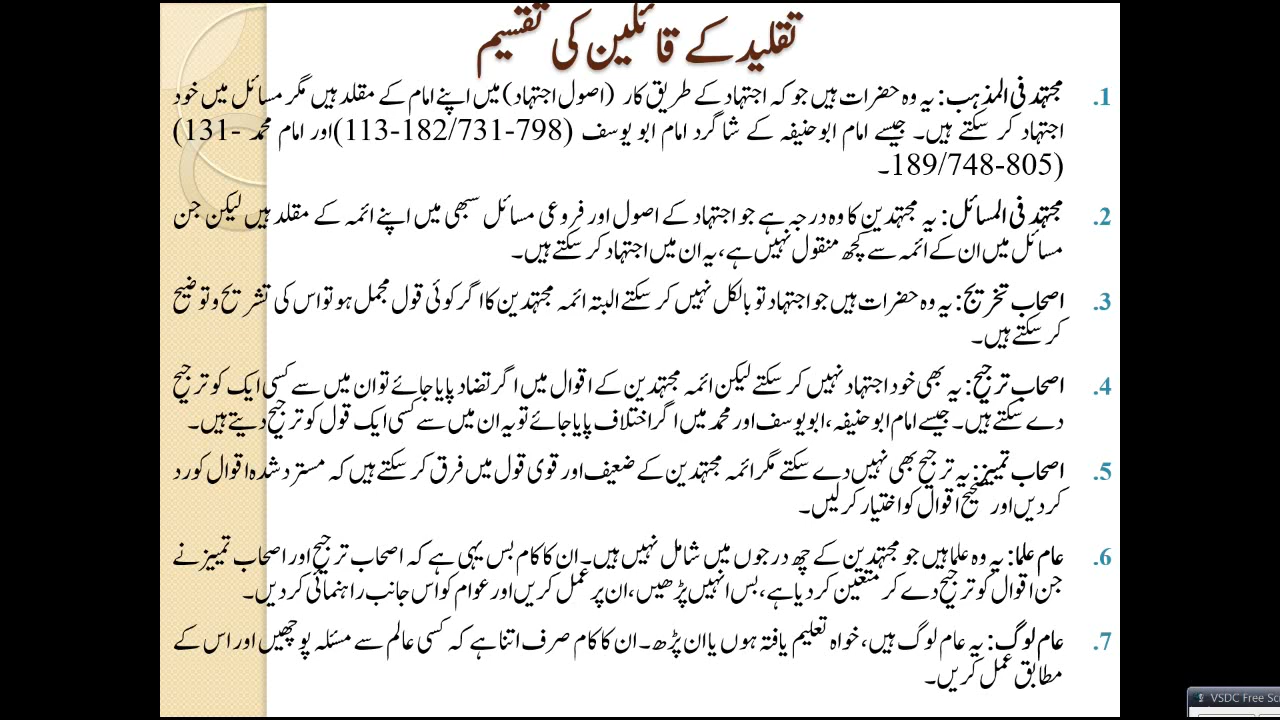 تقلید کے قائلین کی تقسیم
1. مجتہد فی المذہب: یہ وہ حضرات ہیں جو کہ اجتہاد کے طریق کار (اصول اجتہاد) میں اپنے امام کے مقلد ہیں مگر مسائل میں خود
اجتہاد کر سکتے ہیں۔ جیسے امام ابو حنیفہ کے شاگرد امام ابو یوسف (113-182/731-798) اور امام محمد (131-
189/748-805)۔
2. مجتہد فی المسائل: یہ مجتہدین کا وہ درجہ ہے جو اجتہاد کے اصول اور فروعی مسائل سبھی میں اپنے ائمہ کے مقلد ہیں لیکن جن
مسائل میں ان کے ائمہ سے کچھ منقول نہیں ہے، یہ ان میں اجتہاد کر سکتے ہیں۔
3. اصحاب تخریج: یہ وہ حضرات ہیں جو اجتہاد تو بالکل نہیں کر سکتے البتہ ائمہ مجتہدین کا اگر کوئی قول مجمل ہو تو اس کی تشریح و توضیح
کر سکتے ہیں۔
4. اصحاب ترجیح: یہ بھی خود اجتہاد نہیں کر سکتے لیکن ائمہ مجتہدین کے اقوال میں اگر تضاد پایا جائے تو ان میں سے کسی ایک کو ترجیح
دے سکتے ہیں۔ جیسے امام ابو حنیفہ، ابو یوسف اور محمد میں اگر اختلاف پایا جائے تو یہ ان میں سے کسی ایک قول کو ترجیح دیتے ہیں۔
5. اصحاب تمییز: یہ ترجیح بھی نہیں دے سکتے مگر ائمہ مجتہدین کے ضعیف اور قوی قول میں فرق کر سکتے ہیں کہ مسترد شدہ اقوال کو رد
کر دیں اور صحیح اقوال کو اختیار کر لیں۔
6. عام علما: یہ وہ علما ہیں جو مجتہدین کے چھ درجوں میں شامل نہیں ہیں۔ ان کا کام بس یہی ہے کہ اصحاب ترجیح اور اصحاب تمییز نے
جن اقوال کو ترجیح دے کر متعین کر دیا ہے، بس انہیں پڑھیں، ان پر عمل کریں اور عوام کو اس جانب راہنمائی کر دیں۔
7. عام لوگ: یہ عام لوگ ہیں، خواہ تعلیم یافتہ ہوں یا ان پڑھ۔ ان کا کام صرف اتنا ہے کہ کسی عالم سے مسئلہ پوچھیں اور اس کے
مطابق عمل کریں۔
VSDC Free